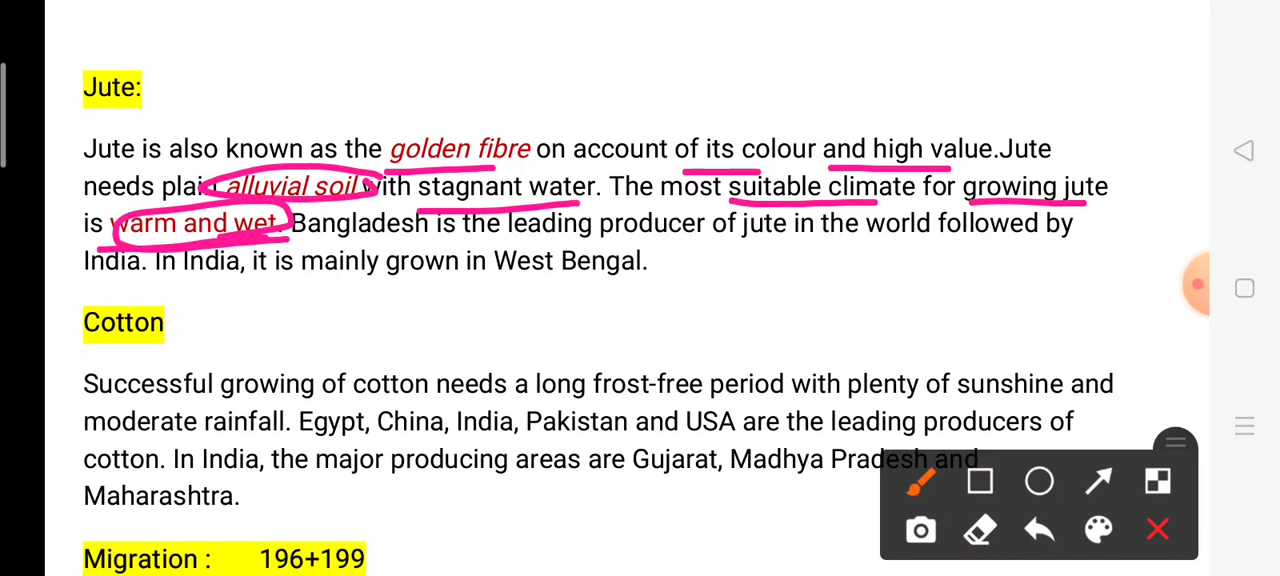 Jute:
Jute is also known as the golden fibre on account of its colour and high value.Jute
needs plain alluvial soil with stagnant water. The most suitable climate for growing jute
is warm and wet. Bangladesh is the leading producer of jute in the world followed by
India. In India, it is mainly grown in West Bengal.
Cotton
Successful growing of cotton needs a long frost-free period with plenty of sunshine and
moderate rainfall. Egypt, China, India, Pakistan and USA are the leading producers of
cotton. In India, the major producing areas are Gujarat, Madhya Pradesh and
Maharashtra.
Migration : 196+199